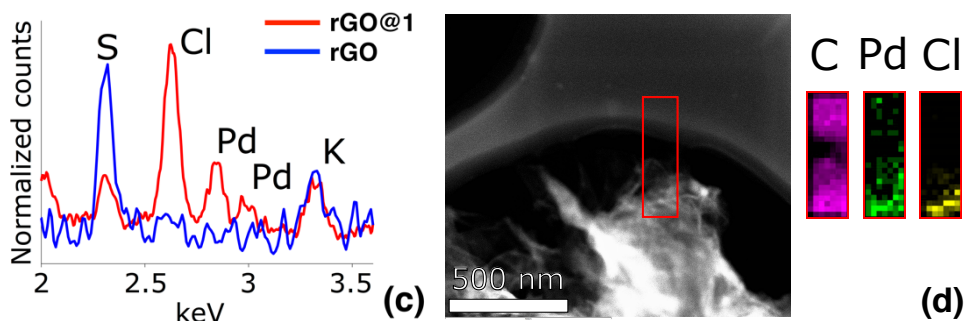 rGO@1
rGO
S
Cl
Pd
Pd
K
Normalized counts
2
2.5
3
3.5
keV
(c)
500 nm
C Pd Cl
(d)